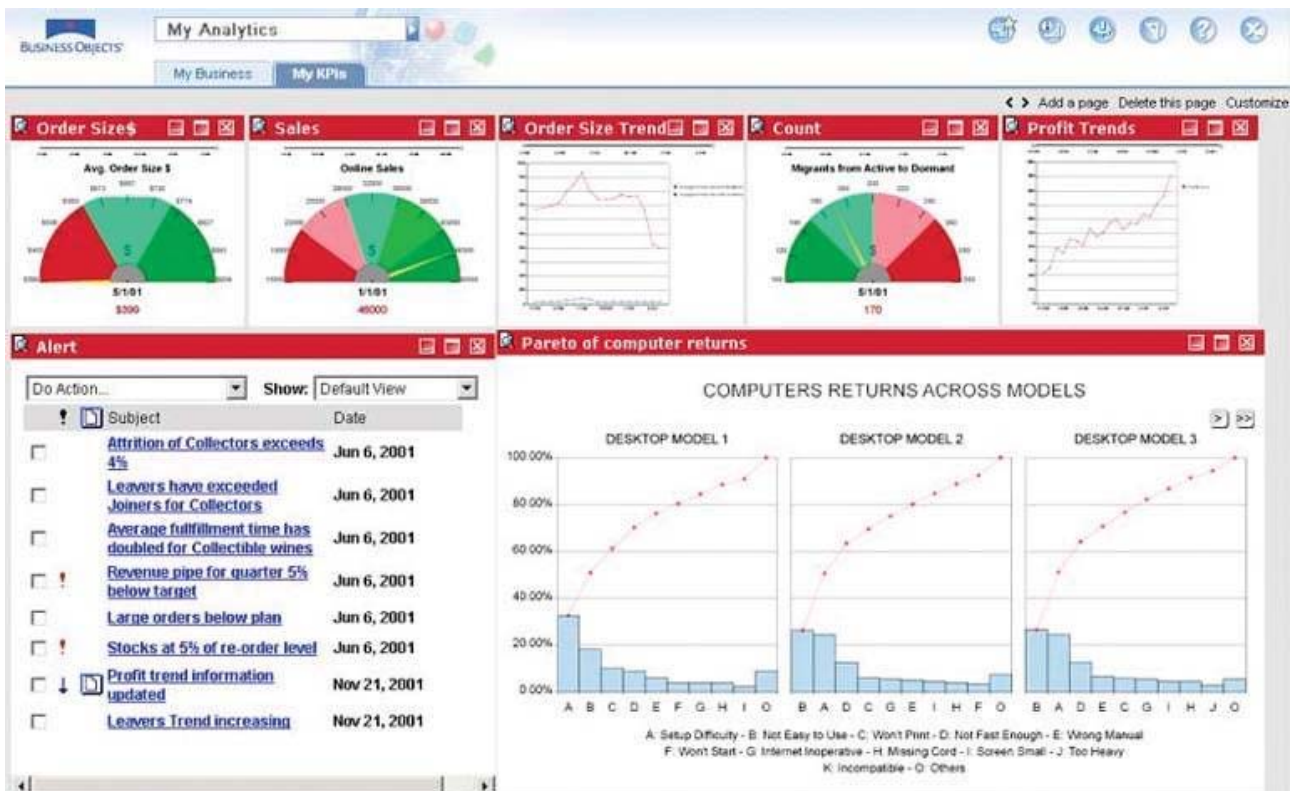 BUSINESS OBJECTS
My Analytics
My Business
My KPIs
< > Add a page Delete this page Customize
Order Size$
Sales
Order Size Trend
Count
Profit Trends
Avg. Order Size $
Online Sales
Migrants from Active to Dormant
$
$
$
5/1/01
1/1/01
5/1/01
$390
46000
170
Alert
Do Action...
Show:
Default View
! Subject
Date
Attrition of Collectors exceeds
4%
Jun 6, 2001
Leavers have exceeded
Joiners for Collectors
Jun 6, 2001
Average fullfillment time has
doubled for Collectible wines
Jun 6, 2001
! Revenue pipe for quarter 5%
below target
Jun 6, 2001
Large orders below plan
Jun 6, 2001
! Stocks at 5% of re-order level
Jun 6, 2001
Profit trend information
updated
Nov 21, 2001
Leavers Trend increasing
Nov 21, 2001
Pareto of computer returns
COMPUTERS RETURNS ACROSS MODELS
> >>
DESKTOP MODEL 1
DESKTOP MODEL 2
DESKTOP MODEL 3
100.00%
80.00%
60.00%
40.00%
20.00%
0.00%
A B C D E F G H I O
B A D C G E I H F O
B A D E F C G I H J O
A: Setup Difficulty - B: Not Easy to Use - C: Won't Print - D: Not Fast Enough - E: Wrong Manual
F: Won't Start - G: Internet Inoperative - H: Missing Cord - I: Screen Small - J: Too Heavy
K: Incompatible - O: Others